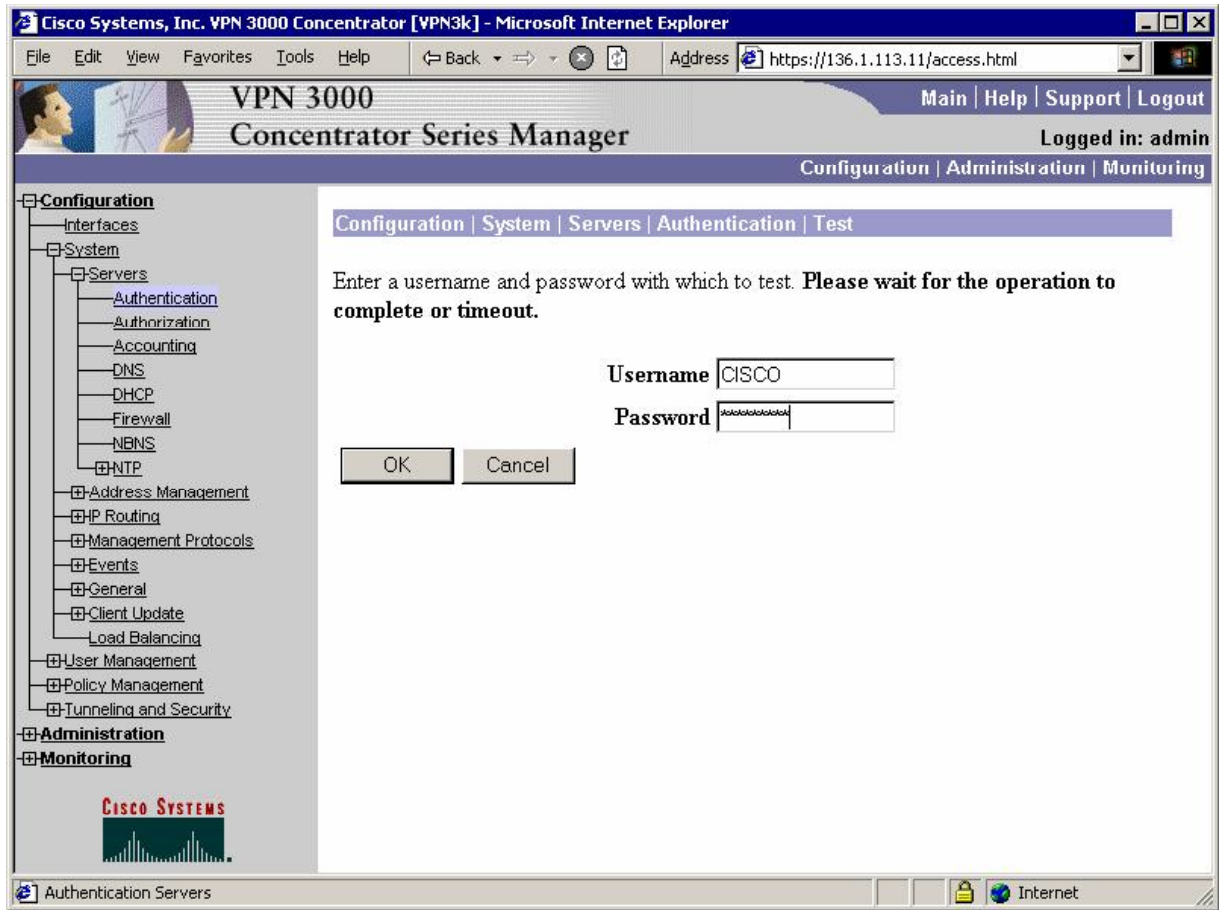 Cisco Systems, Inc. VPN 3000 Concentrator [VPN3k] - Microsoft Internet Explorer
File Edit View Favorites Tools Help Back Address https://136.1.113.11/access.html
VPN 3000
Concentrator Series Manager
Main | Help | Support | Logout
Logged in: admin
Configuration | Administration | Monitoring
Configuration
Interfaces
System
Servers
Authentication
Authorization
Accounting
DNS
DHCP
Firewall
NBNS
NTP
Address Management
IP Routing
Management Protocols
Events
General
Client Update
Load Balancing
User Management
Policy Management
Tunneling and Security
Administration
Monitoring
CISCO SYSTEMS
Configuration | System | Servers | Authentication | Test
Enter a username and password with which to test. Please wait for the operation to
complete or timeout.
Username CISCO
Password **********
OK Cancel
Authentication Servers
Internet